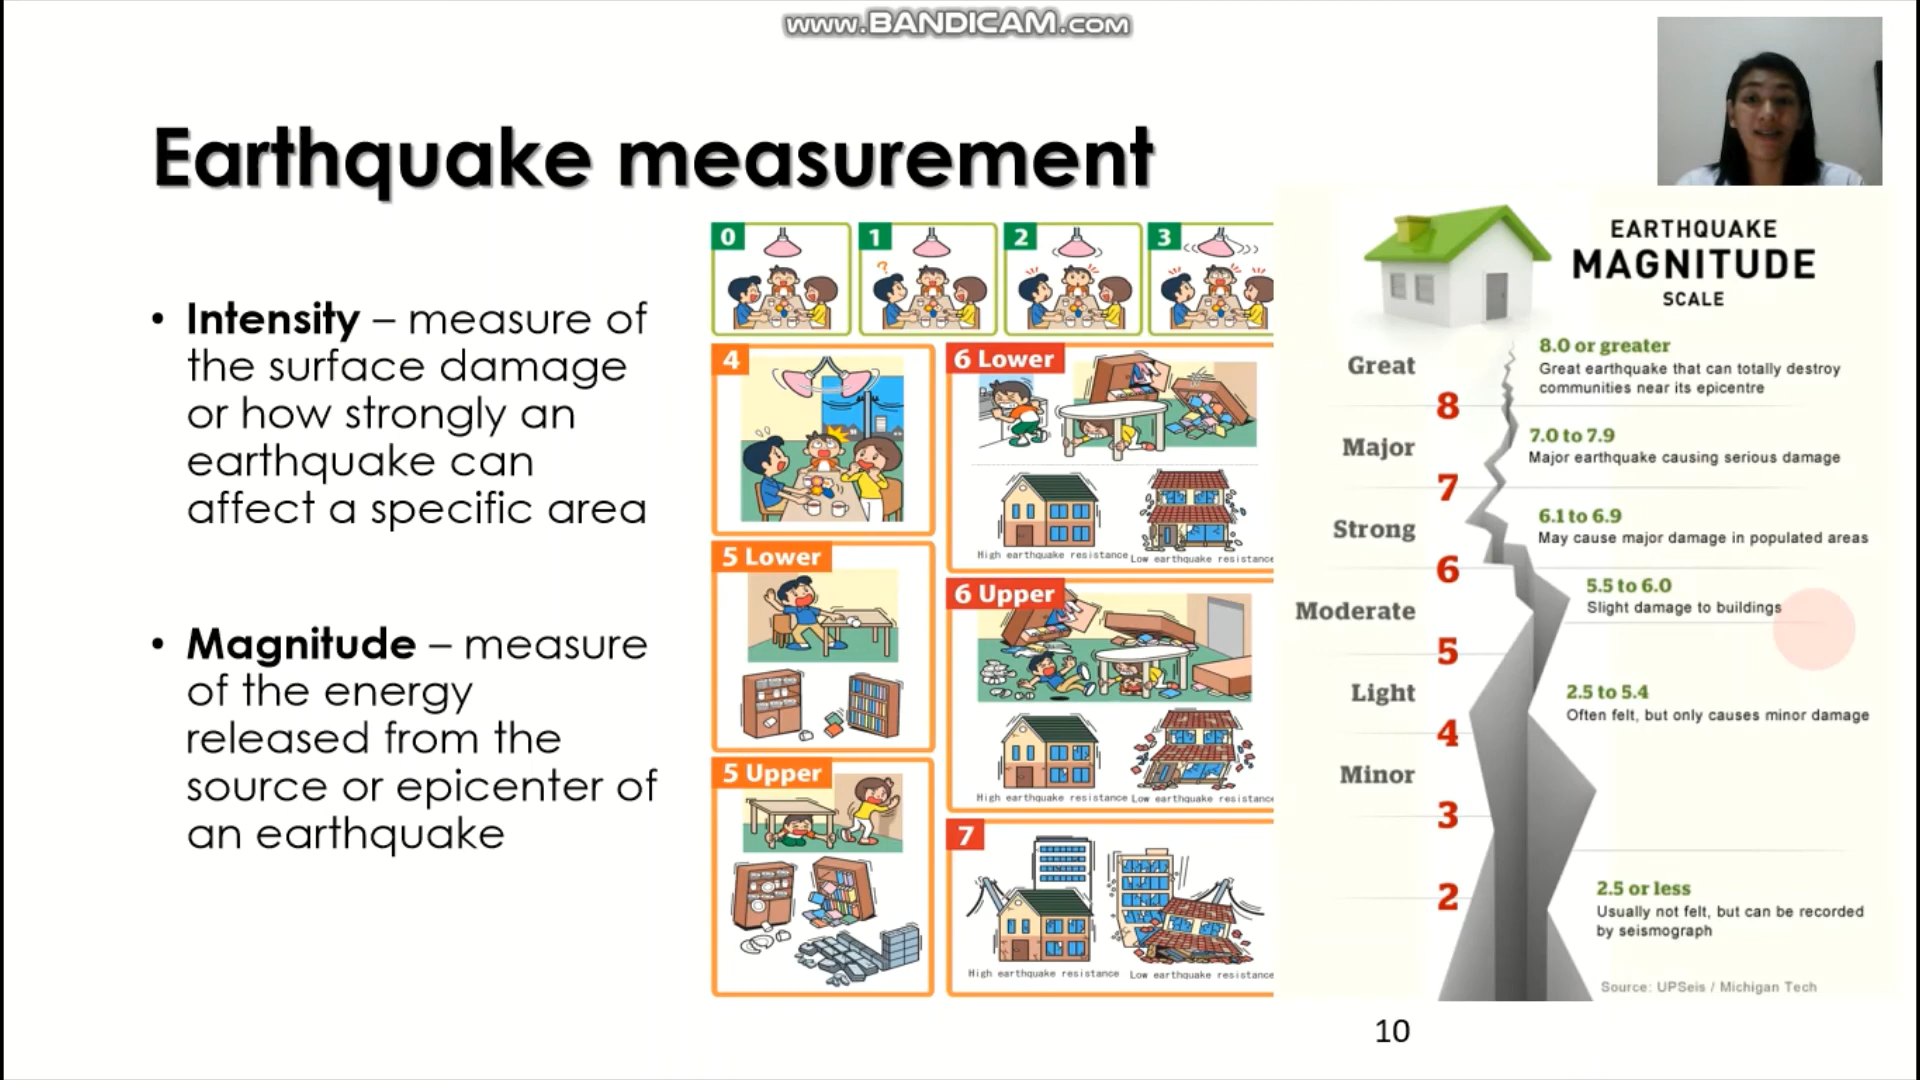 www.BANDICAM.com
Earthquake measurement
• Intensity – measure of
the surface damage
or how strongly an
earthquake can
affect a specific area
• Magnitude – measure
of the energy
released from the
source or epicenter of
an earthquake
0
1
?
2
3
4
5 Lower
5 Upper
6 Lower
High earthquake resistance
Low earthquake resistance
6 Upper
High earthquake resistance
Low earthquake resistance
7
High earthquake resistance
Low earthquake resistance
EARTHQUAKE
MAGNITUDE
SCALE
Great
8.0 or greater
Great earthquake that can totally destroy
communities near its epicentre
8
Major
7.0 to 7.9
Major earthquake causing serious damage
7
Strong
6.1 to 6.9
May cause major damage in populated areas
6
Moderate
5.5 to 6.0
Slight damage to buildings
5
Light
2.5 to 5.4
Often felt, but only causes minor damage
4
Minor
3
2
2.5 or less
Usually not felt, but can be recorded
by seismograph
Source: UPSeis / Michigan Tech
10